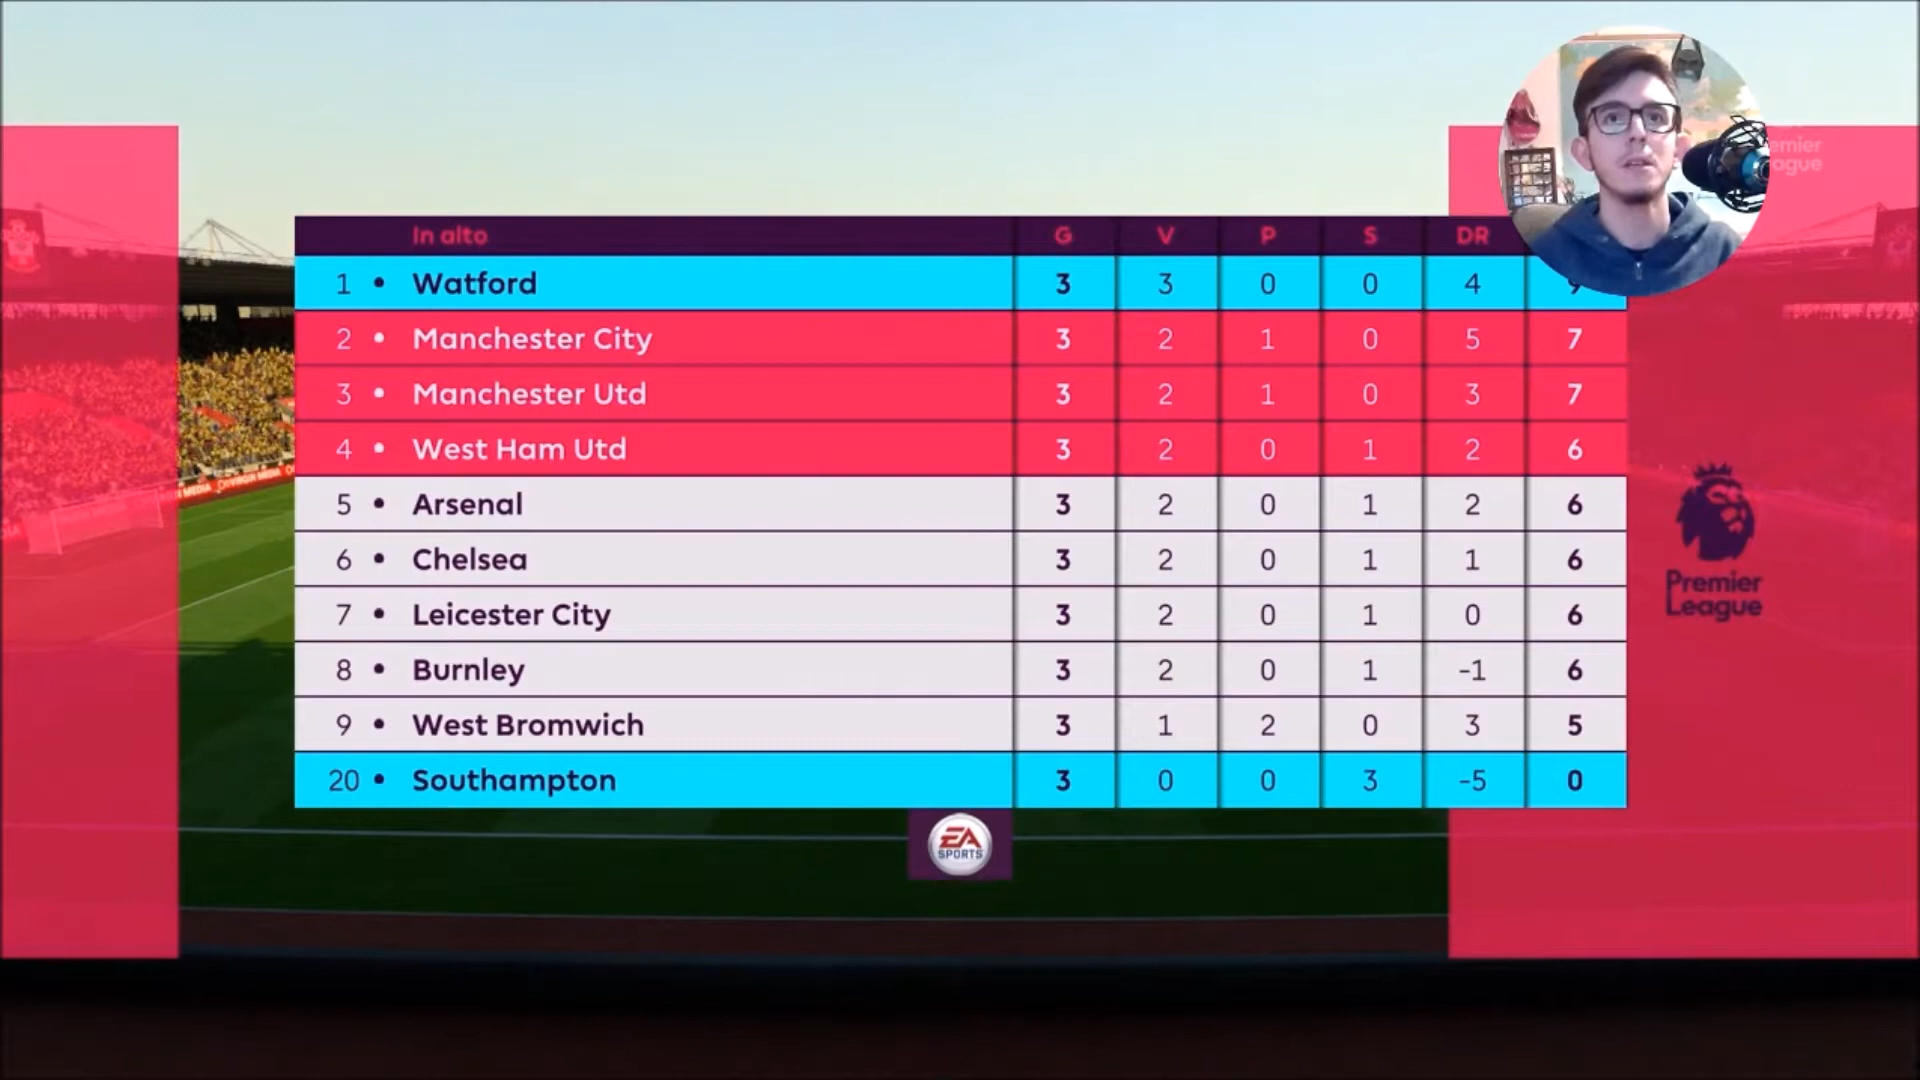 emier
ague
In alto G V P S DR
1 • Watford 3 3 0 0 4 9
2 • Manchester City 3 2 1 0 5 7
3 • Manchester Utd 3 2 1 0 3 7
4 • West Ham Utd 3 2 0 1 2 6
5 • Arsenal 3 2 0 1 2 6
6 • Chelsea 3 2 0 1 1 6
7 • Leicester City 3 2 0 1 0 6
8 • Burnley 3 2 0 1 -1 6
9 • West Bromwich 3 1 2 0 3 5
20 • Southampton 3 0 0 3 -5 0
Premier
League
EA
SPORTS